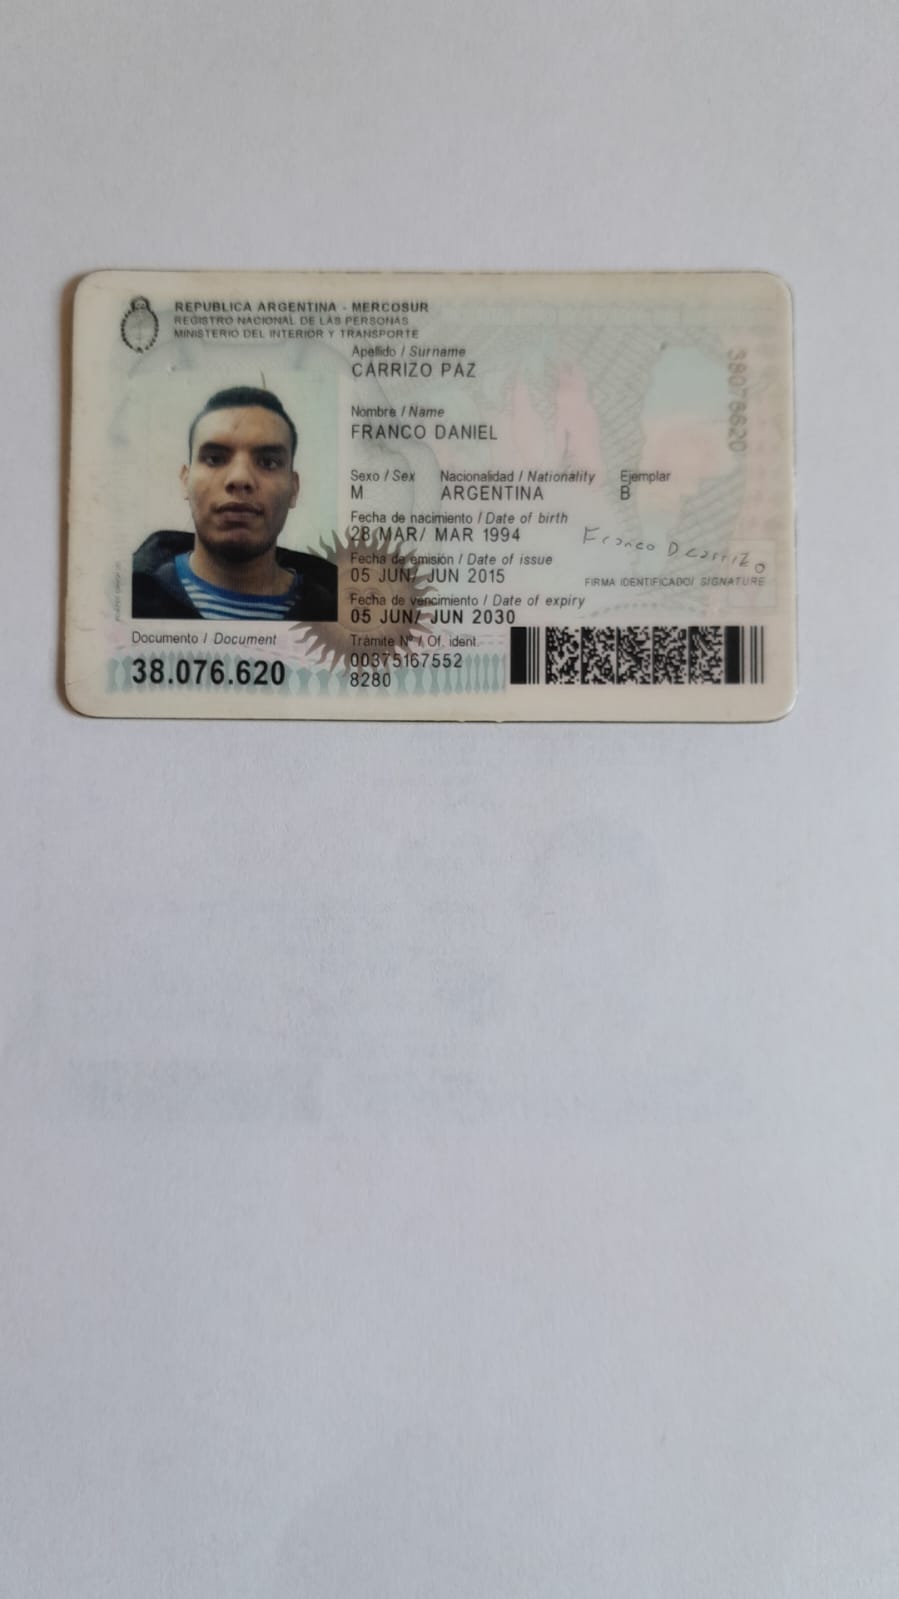 REPUBLICA ARGENTINA - MERCOSUR
REGISTRO NACIONAL DE LAS PERSONAS
MINISTERIO DEL INTERIOR Y TRANSPORTE
Apellido / Surname
CARRIZO PAZ
Nombre / Name
FRANCO DANIEL
Sexo / Sex Nacionalidad / Nationality Ejemplar
M ARGENTINA B
Fecha de nacimiento / Date of birth
28 MAR/ MAR 1994
Fecha de emisión / Date of issue
05 JUN/ JUN 2015
Fecha de vencimiento / Date of expiry
05 JUN/ JUN 2030
Franco D Carrizo
FIRMA IDENTIFICADO/ SIGNATURE
Documento / Document
38.076.620
Trámite Nº / Of. ident.
00375167552
8280
38076620